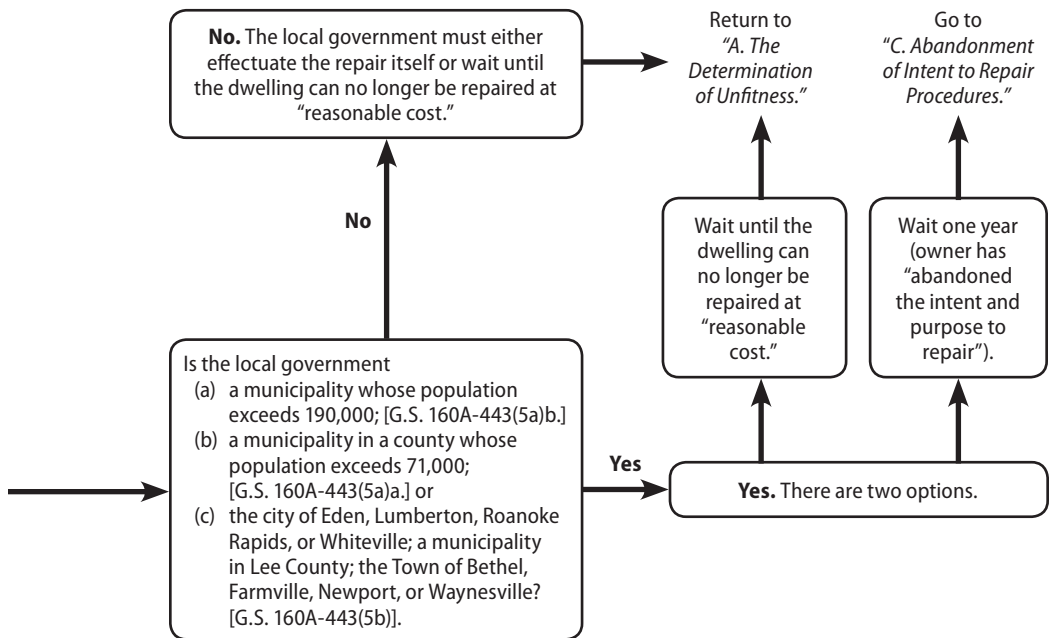 No. The local government must either
effectuate the repair itself or wait until
the dwelling can no longer be repaired at
“reasonable cost.”
Return to
“A. The
Determination
of Unfitness.”
Go to
“C. Abandonment
of Intent to Repair
Procedures.”
No
Wait until the
dwelling can
no longer be
repaired at
“reasonable
cost.”
Wait one year
(owner has
“abandoned
the intent and
purpose to
repair”).
Is the local government
(a) a municipality whose population
exceeds 190,000; [G.S. 160A-443(5a)b.]
(b) a municipality in a county whose
population exceeds 71,000;
[G.S. 160A-443(5a)a.] or
(c) the city of Eden, Lumberton, Roanoke
Rapids, or Whiteville; a municipality
in Lee County; the Town of Bethel,
Farmville, Newport, or Waynesville?
[G.S. 160A-443(5b)].
Yes
Yes. There are two options.